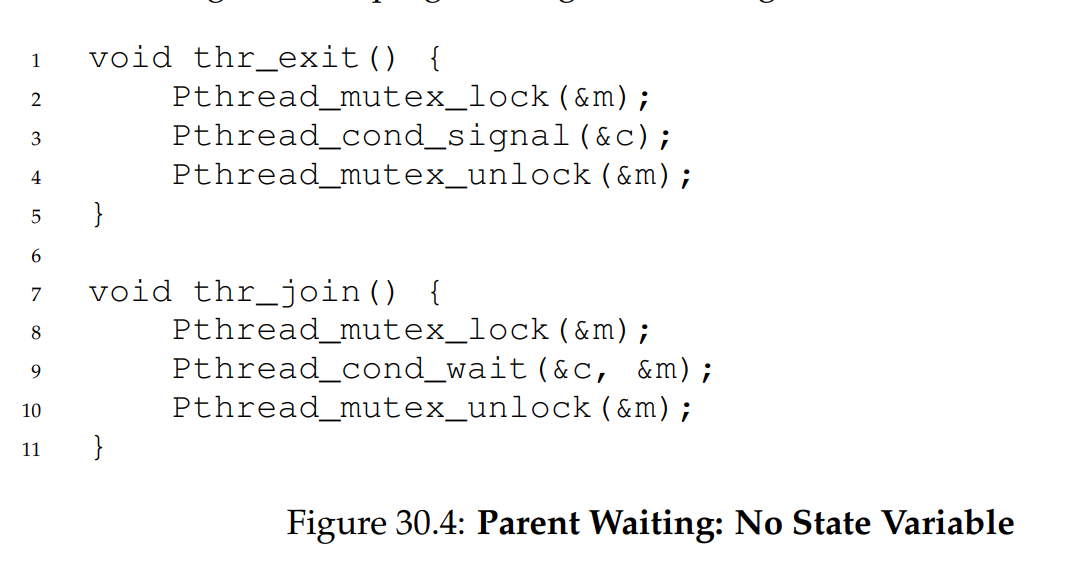 1 void thr_exit() {
2 Pthread_mutex_lock(&m);
3 Pthread_cond_signal(&c);
4 Pthread_mutex_unlock(&m);
5 }
6
7 void thr_join() {
8 Pthread_mutex_lock(&m);
9 Pthread_cond_wait(&c, &m);
10 Pthread_mutex_unlock(&m);
11 }
Figure 30.4: Parent Waiting: No State Variable